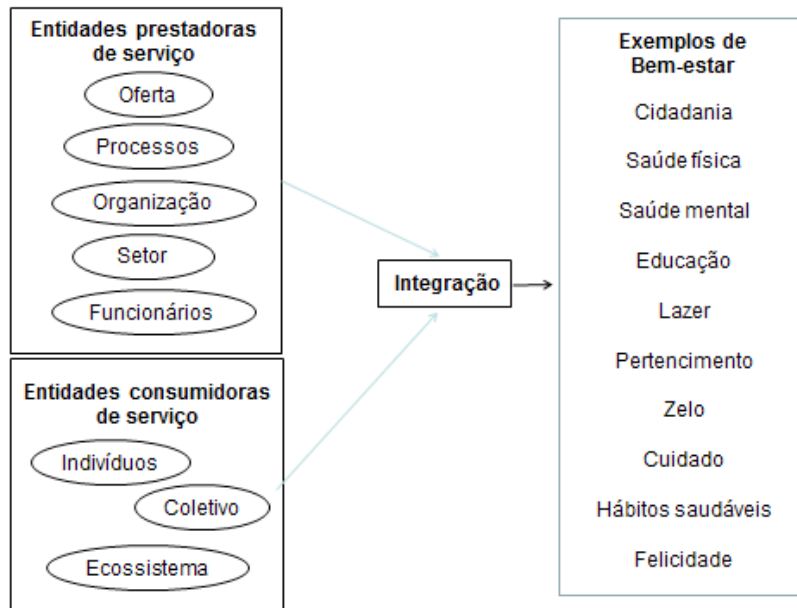 Entidades prestadoras
de serviço
Oferta
Processos
Organização
Setor
Funcionários
Entidades consumidoras
de serviço
Indivíduos
Coletivo
Ecossistema
Integração
Exemplos de
Bem-estar
Cidadania
Saúde física
Saúde mental
Educação
Lazer
Pertencimento
Zelo
Cuidado
Hábitos saudáveis
Felicidade